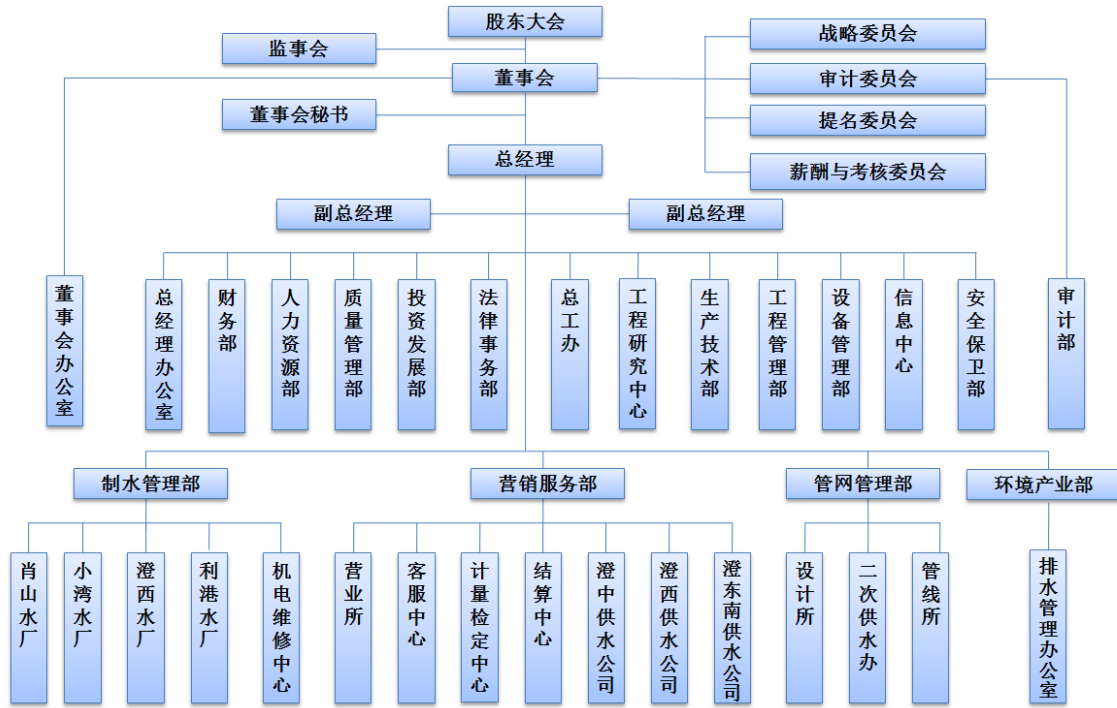 股东大会
监事会
战略委员会
董事会
审计委员会
董事会秘书
提名委员会
总经理
薪酬与考核委员会
副总经理
副总经理
董事会办公室
总经理办公室
财务部
人力资源部
质量管理部
投资发展部
法律事务部
总工办
工程研究中心
生产技术部
工程管理部
设备管理部
信息中心
安全保卫部
审计部
制水管理部
营销服务部
管网管理部
环境产业部
肖山水厂
小湾水厂
澄西水厂
利港水厂
机电维修中心
营业所
客服中心
计量检定中心
结算中心
澄中供水公司
澄西供水公司
澄东南供水公司
设计所
二次供水办
管线所
排水管理办公室